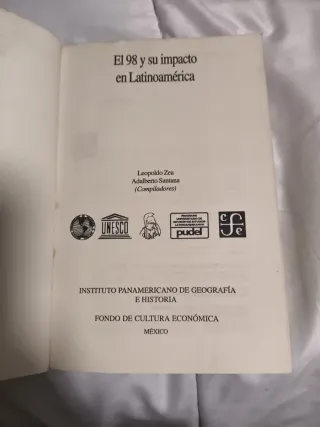 El 98 y su impacto
en Latinoamérica
Leopoldo Zea
Adalberto Santana
(Compiladores)
UNESCO
pudel
c f e
INSTITUTO PANAMERICANO DE GEOGRAFÍA
E HISTORIA
FONDO DE CULTURA ECONÓMICA
MÉXICO